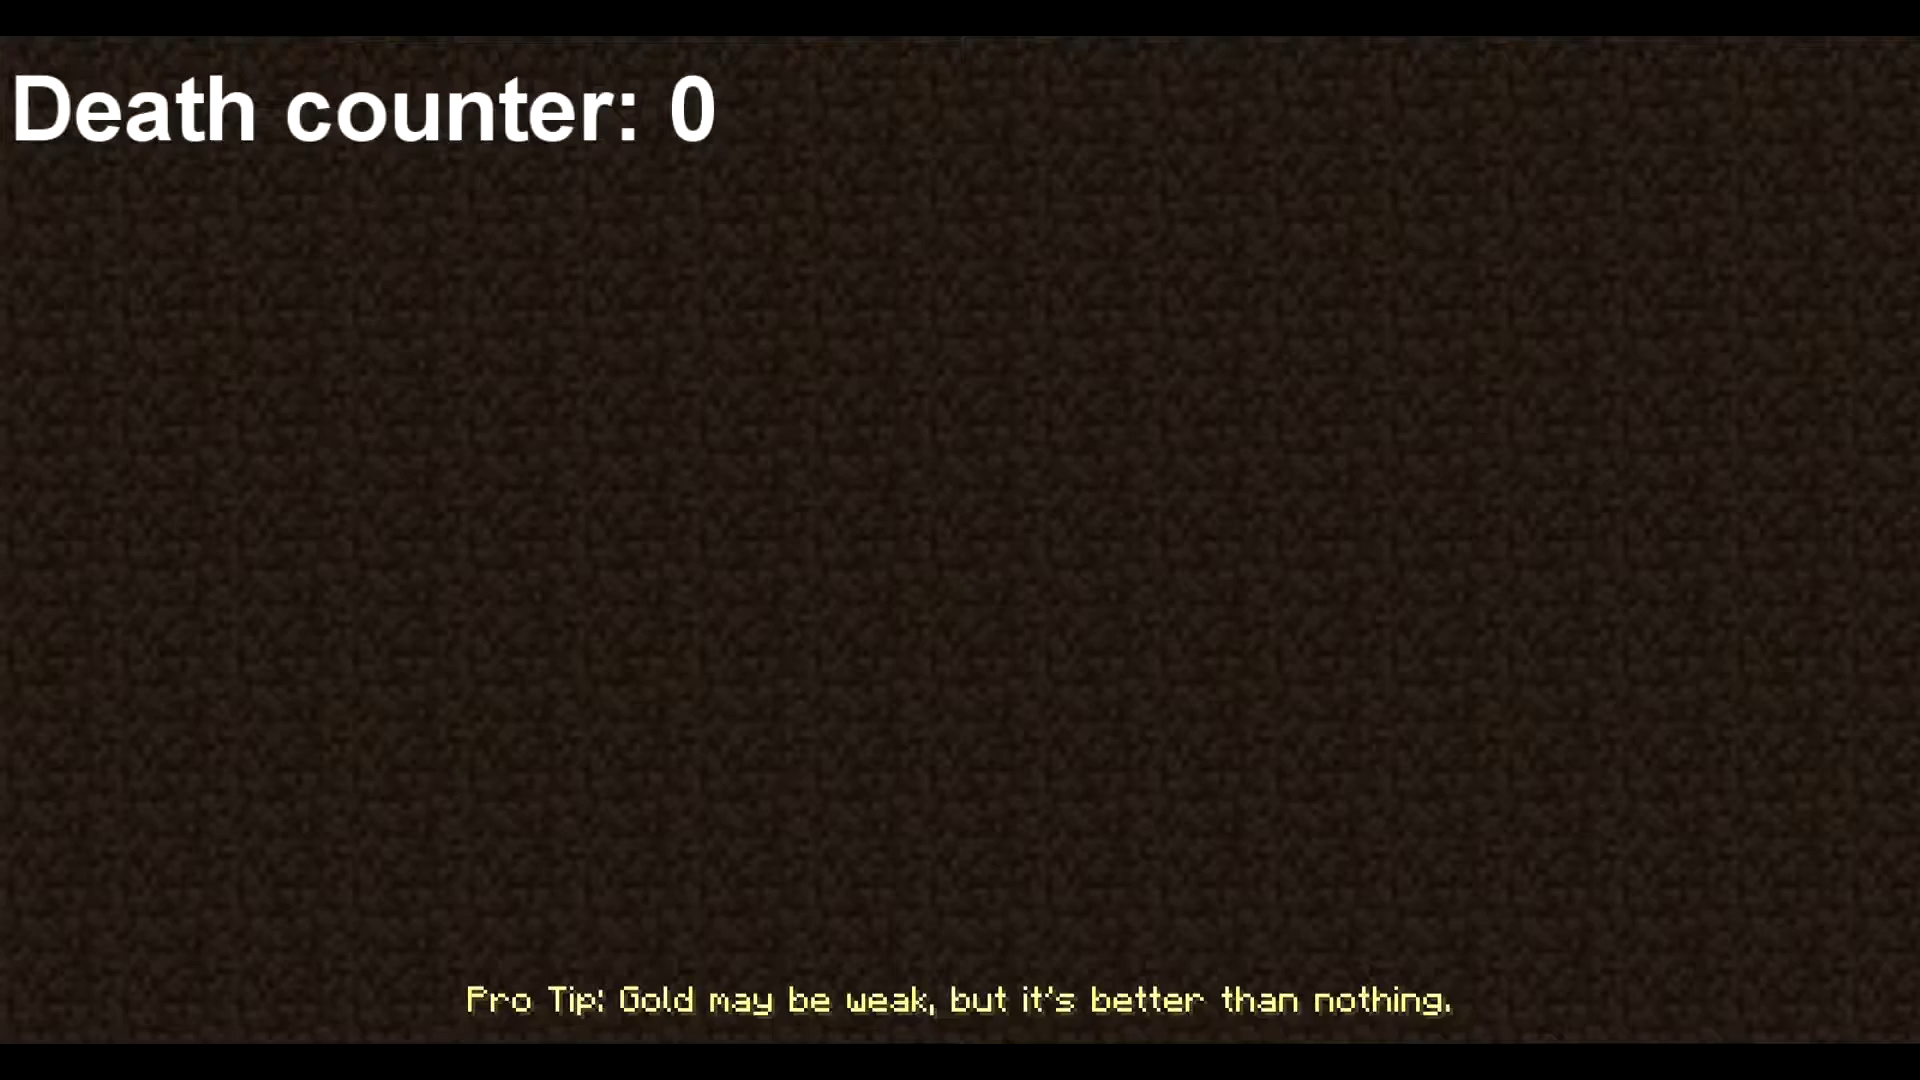 Death counter: 0
Pro Tip: Gold may be weak, but it's better than nothing.